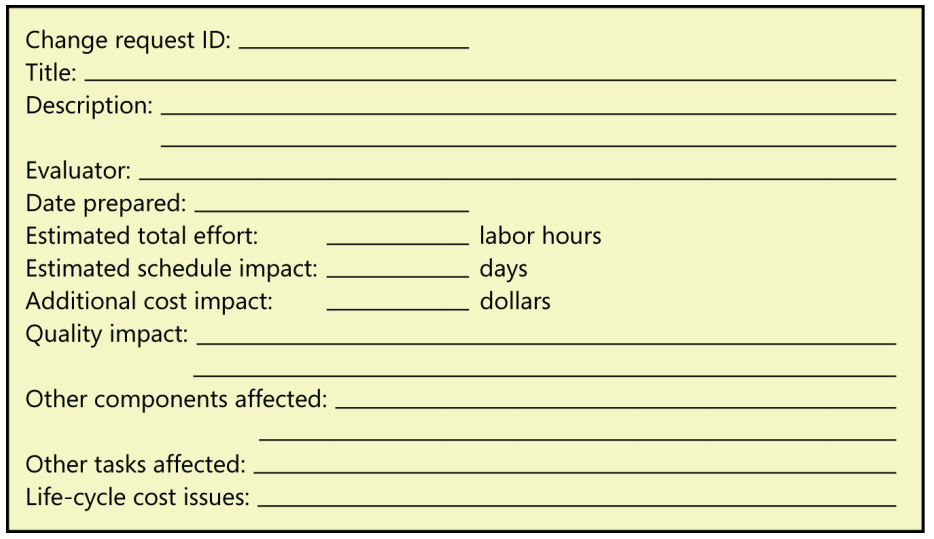 Change request ID:
Title:
Description:
Evaluator:
Date prepared:
Estimated total effort: labor hours
Estimated schedule impact: days
Additional cost impact: dollars
Quality impact:
Other components affected:
Other tasks affected:
Life-cycle cost issues: